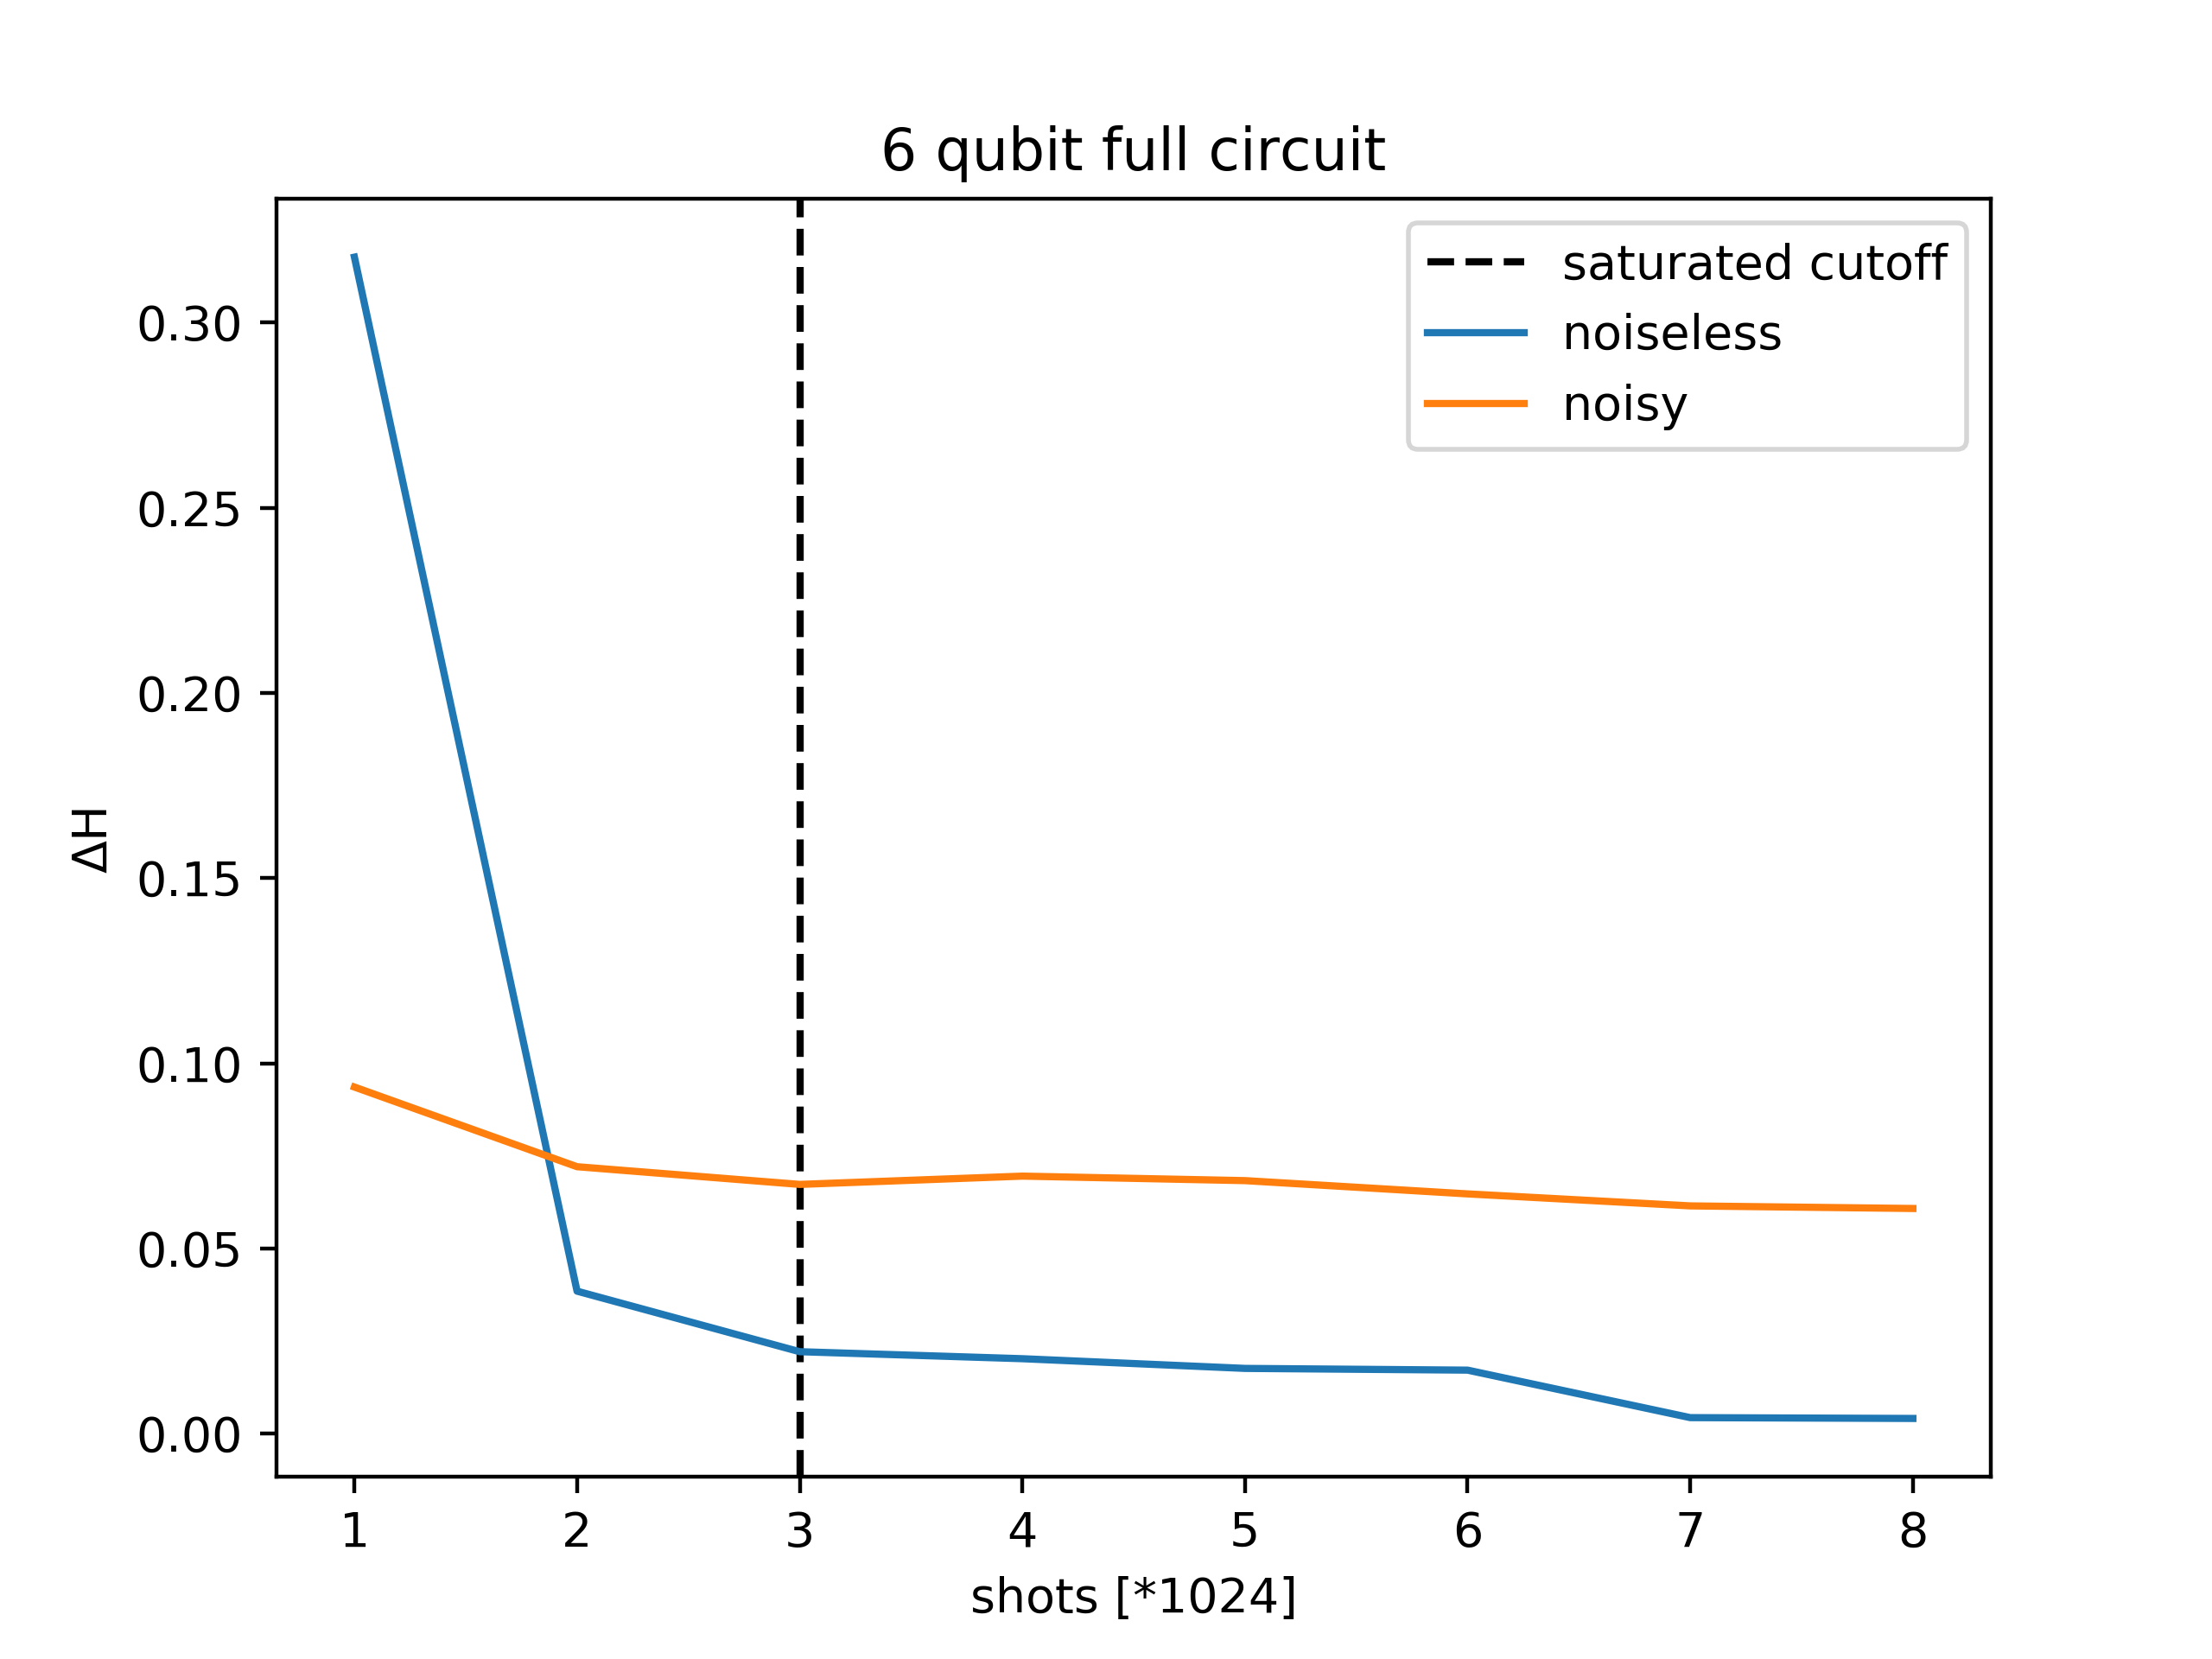 6 qubit full circuit
saturated cutoff
noiseless
noisy
0.30
0.25
0.20
0.15
0.10
0.05
0.00
ΔH
1 2 3 4 5 6 7 8
shots [*1024]